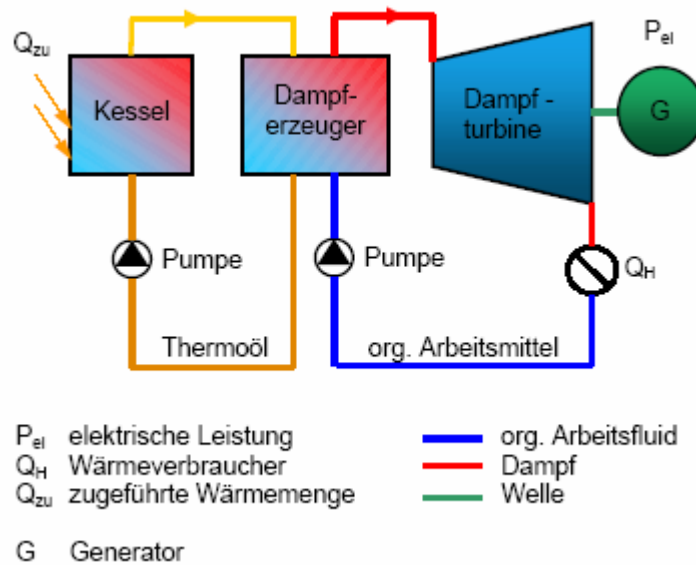 Qzu
Kessel
Dampf-
erzeuger
Dampf -
turbine
Pel
G
Pumpe
Pumpe
QH
Thermoöl
org. Arbeitsmittel
Pel elektrische Leistung
QH Wärmeverbraucher
Qzu zugeführte Wärmemenge
G Generator
org. Arbeitsfluid
Dampf
Welle